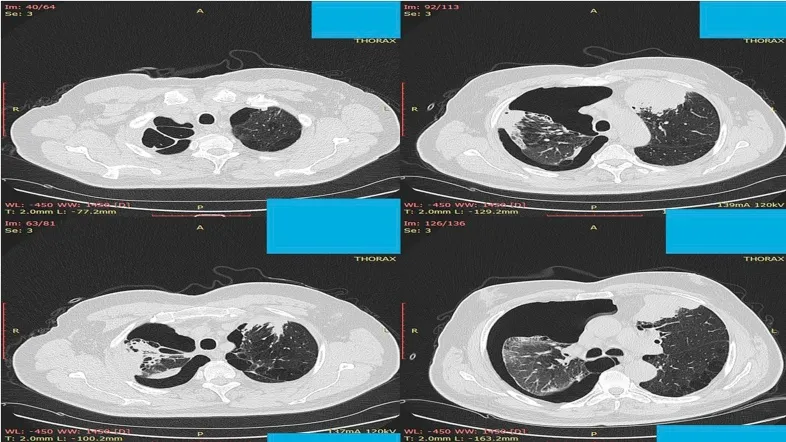 Im: 40/64
Se: 3
A
THORAX
R
L
WL: -450 WW: 1450 [D]
T: 2.0mm L: -77.2mm
P
Im: 92/113
Se: 3
A
THORAX
R
WL: -450 WW: 1450 [D]
T: 2.0mm L: -129.2mm
P
139mA 120kV
Im: 63/81
Se: 3
A
THORAX
R
L
WL: -450 WW: 1450 [D]
T: 2.0mm L: -100.2mm
P
137mA 120kV
Im: 126/136
Se: 3
A
THORAX
R
L
WL: -450 WW: 1450 [D]
T: 2.0mm L: -163.2mm
P